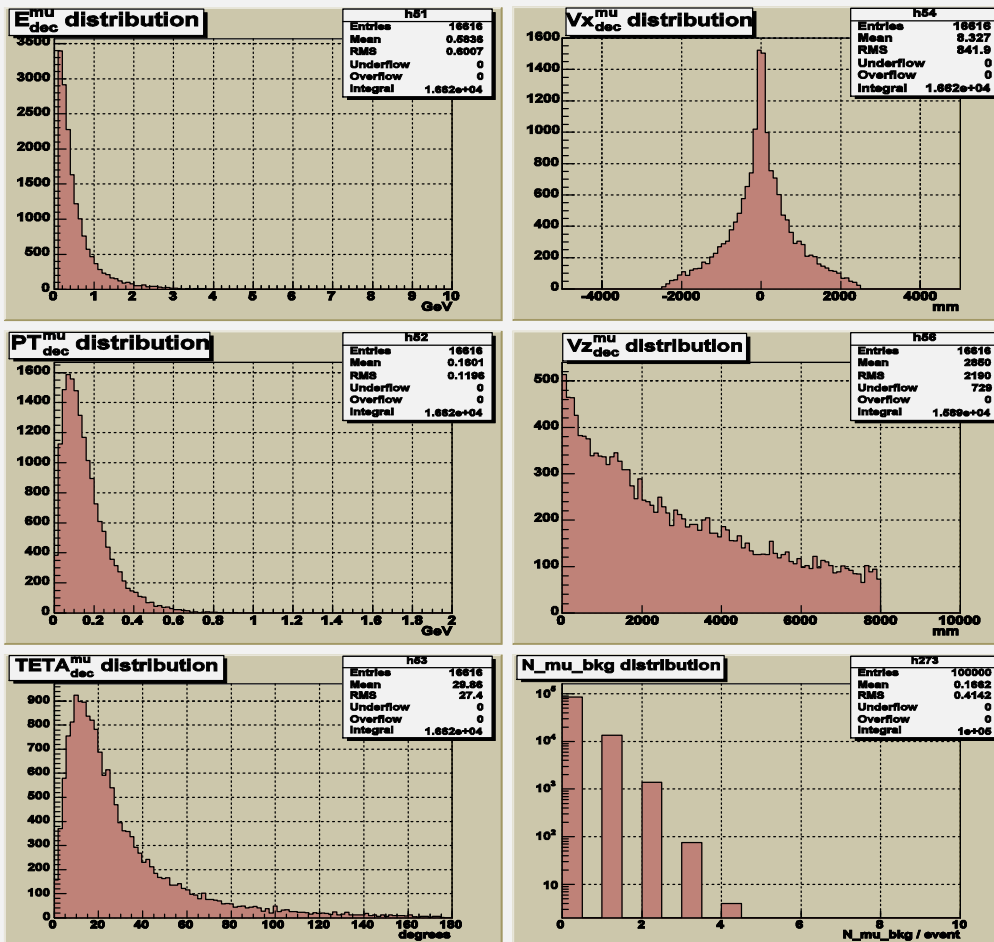 E mu dec distribution
h51
Entries 16616
Mean 0.5836
RMS 0.6007
Underflow 0
Overflow 0
Integral 1.662e+04
3500
3000
2500
2000
1500
1000
500
0
0 1 2 3 4 5 6 7 8 9 10
GeV
Vx mu dec distribution
h54
Entries 16616
Mean 8.327
RMS 841.9
Underflow 0
Overflow 0
Integral 1.662e+04
1600
1400
1200
1000
800
600
400
200
0
-4000 -2000 0 2000 4000
mm
PT mu dec distribution
h52
Entries 16616
Mean 0.1601
RMS 0.1196
Underflow 0
Overflow 0
Integral 1.662e+04
1600
1400
1200
1000
800
600
400
200
0
0 0.2 0.4 0.6 0.8 1 1.2 1.4 1.6 1.8 2
GeV
Vz mu dec distribution
h56
Entries 16616
Mean 2850
RMS 2190
Underflow 729
Overflow 0
Integral 1.589e+04
500
400
300
200
100
0
0 2000 4000 6000 8000 10000
mm
TETA mu dec distribution
h53
Entries 16616
Mean 29.86
RMS 27.4
Underflow 0
Overflow 0
Integral 1.662e+04
900
800
700
600
500
400
300
200
100
0
0 20 40 60 80 100 120 140 160 180
degrees
N_mu_bkg distribution
h273
Entries 100000
Mean 0.1662
RMS 0.4142
Underflow 0
Overflow 0
Integral 1e+05
10^5
10^4
10^3
10^2
10
0 2 4 6 8 10
N_mu_bkg / event